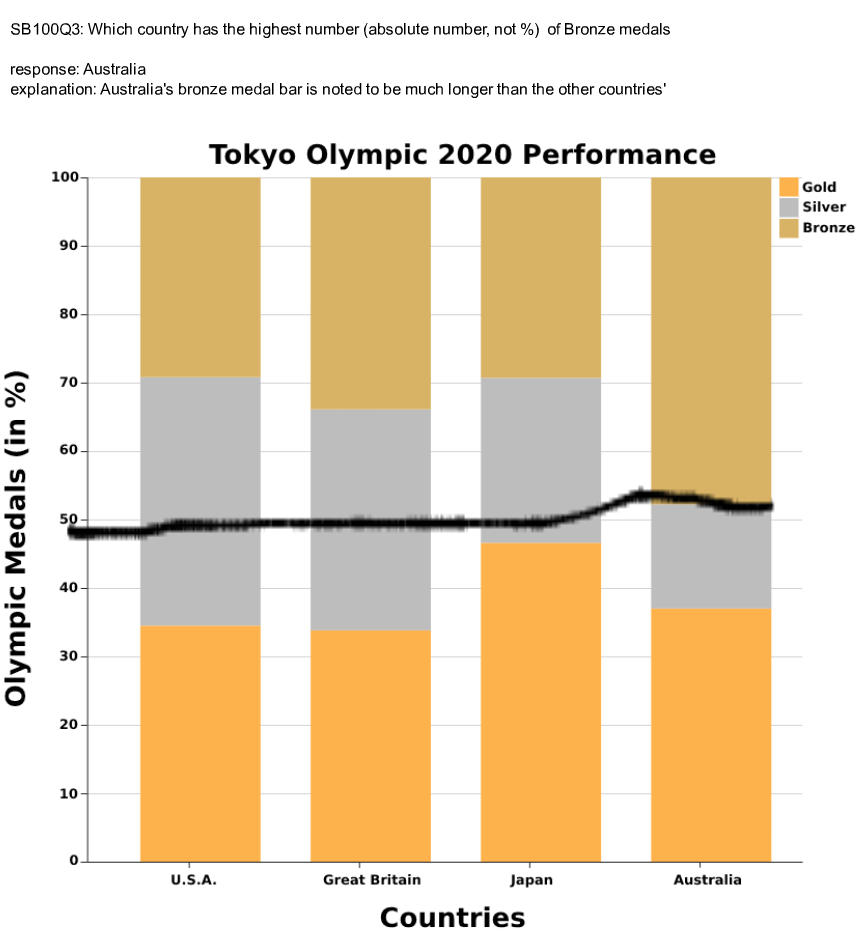 SB100Q3: Which country has the highest number (absolute number, not %)  of Bronze medals
response: Australia
explanation: Australia's bronze medal bar is noted to be much longer than the other countries'
Tokyo Olympic 2020 Performance
Gold
Silver
Bronze
Olympic Medals (in %)
100
90
80
70
60
50
40
30
20
10
0
U.S.A.
Great Britain
Japan
Australia
Countries